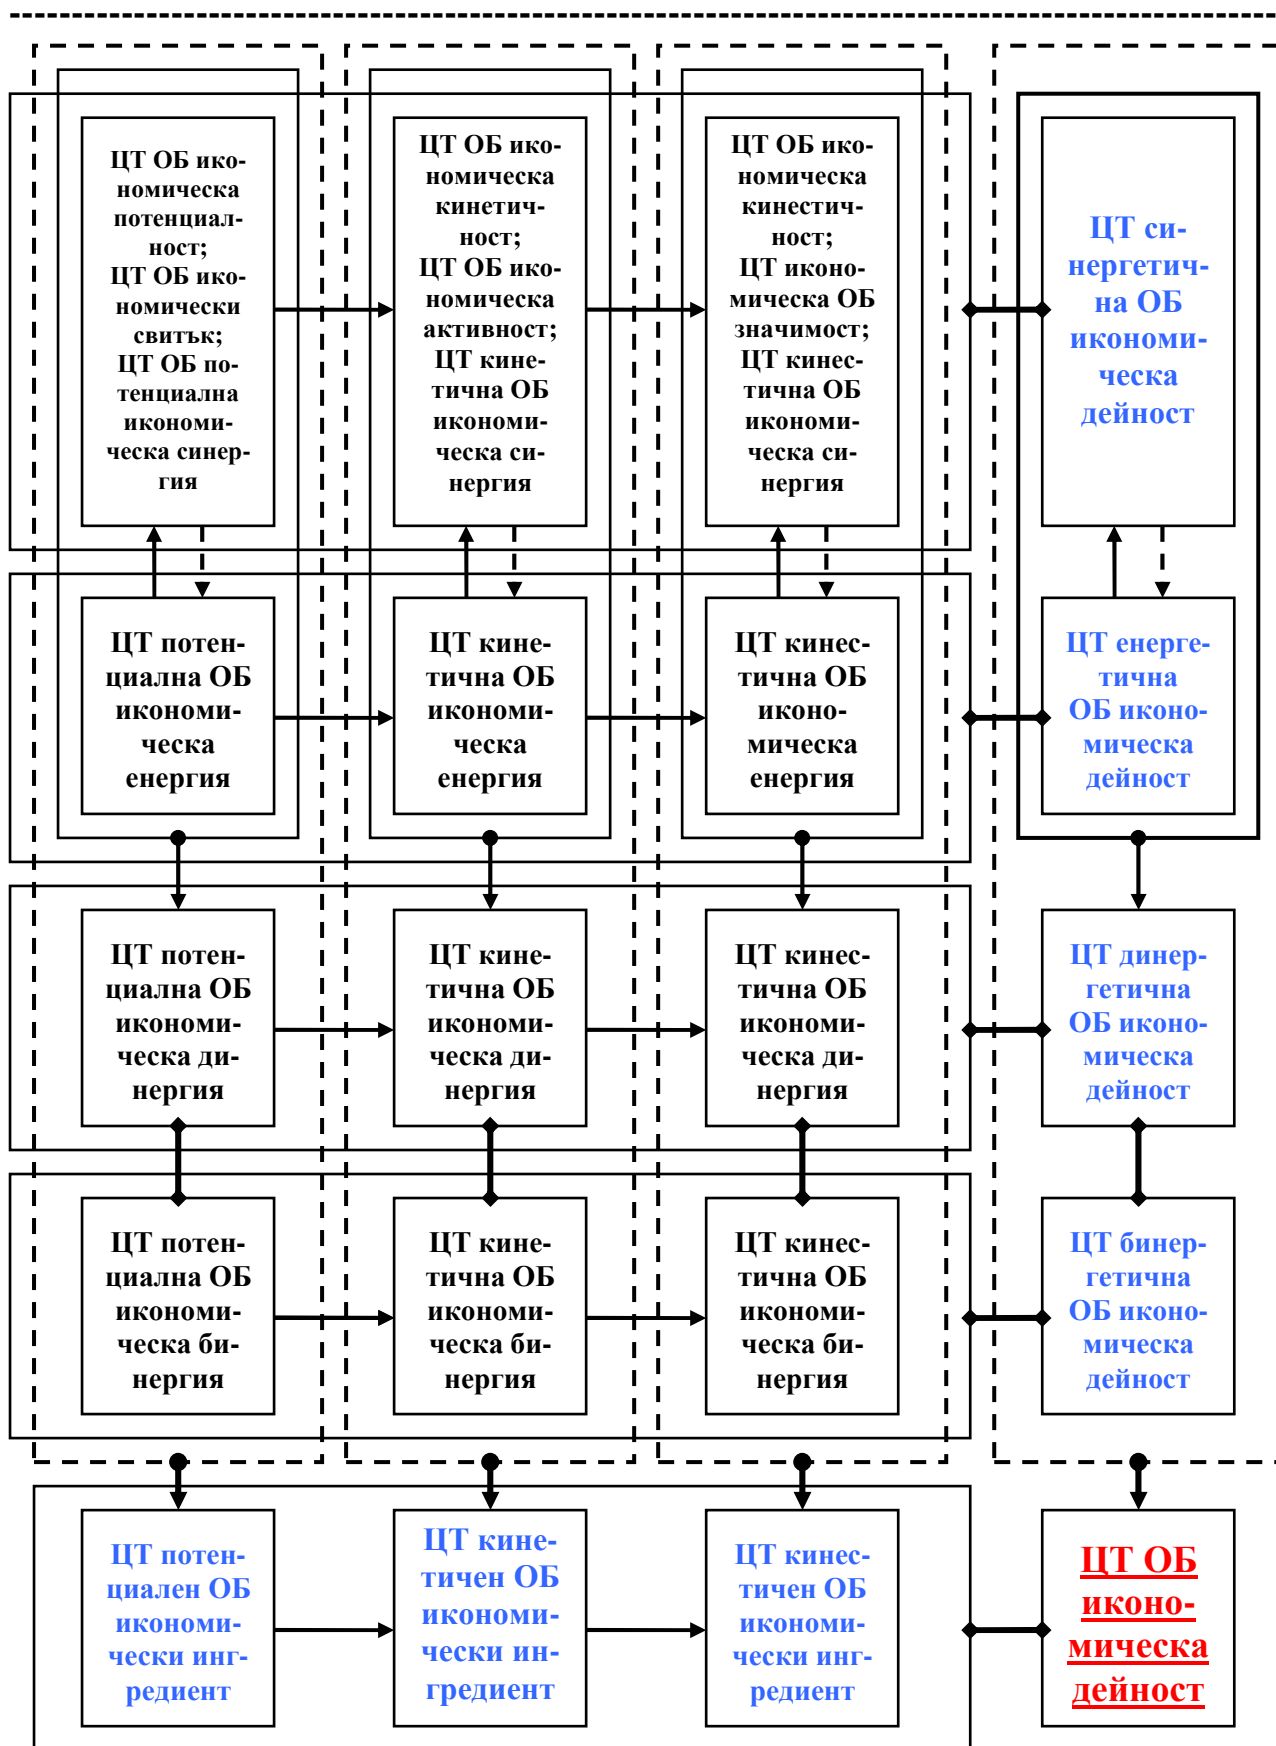 ЦТ ОБ ико-
номическа
потенциал-
ност;
ЦТ ОБ ико-
номически
свитък;
ЦТ ОБ по-
тенциална
икономи-
ческа синер-
гия
ЦТ ОБ ико-
номическа
кинетич-
ност;
ЦТ ОБ ико-
номическа
активност;
ЦТ кине-
тична ОБ
икономи-
ческа си-
нергия
ЦТ ОБ ико-
номическа
кинестич-
ност;
ЦТ иконо-
мическа ОБ
значимост;
ЦТ кинес-
тична ОБ
икономи-
ческа си-
нергия
ЦТ си-
нергетич-
на ОБ
икономи-
ческа
дейност
ЦТ потен-
циална ОБ
икономи-
ческа
енергия
ЦТ кине-
тична ОБ
икономи-
ческа
енергия
ЦТ кинес-
тична ОБ
иконо-
мическа
енергия
ЦТ енерге-
тична
ОБ иконо-
мическа
дейност
ЦТ потен-
циална ОБ
икономи-
ческа ди-
нергия
ЦТ кине-
тична ОБ
икономи-
ческа ди-
нергия
ЦТ кинес-
тична ОБ
икономи-
ческа ди-
нергия
ЦТ динер-
гетична
ОБ иконо-
мическа
дейност
ЦТ потен-
циална ОБ
икономи-
ческа би-
нергия
ЦТ кине-
тична ОБ
икономи-
ческа би-
нергия
ЦТ кинес-
тична ОБ
икономи-
ческа би-
нергия
ЦТ бинер-
гетична
ОБ иконо-
мическа
дейност
ЦТ потен-
циален ОБ
икономи-
чески инг-
редиент
ЦТ кине-
тичен ОБ
икономи-
чески ин-
гредиент
ЦТ кинес-
тичен ОБ
икономи-
чески инг-
редиент
ЦТ ОБ
иконо-
мическа
дейност